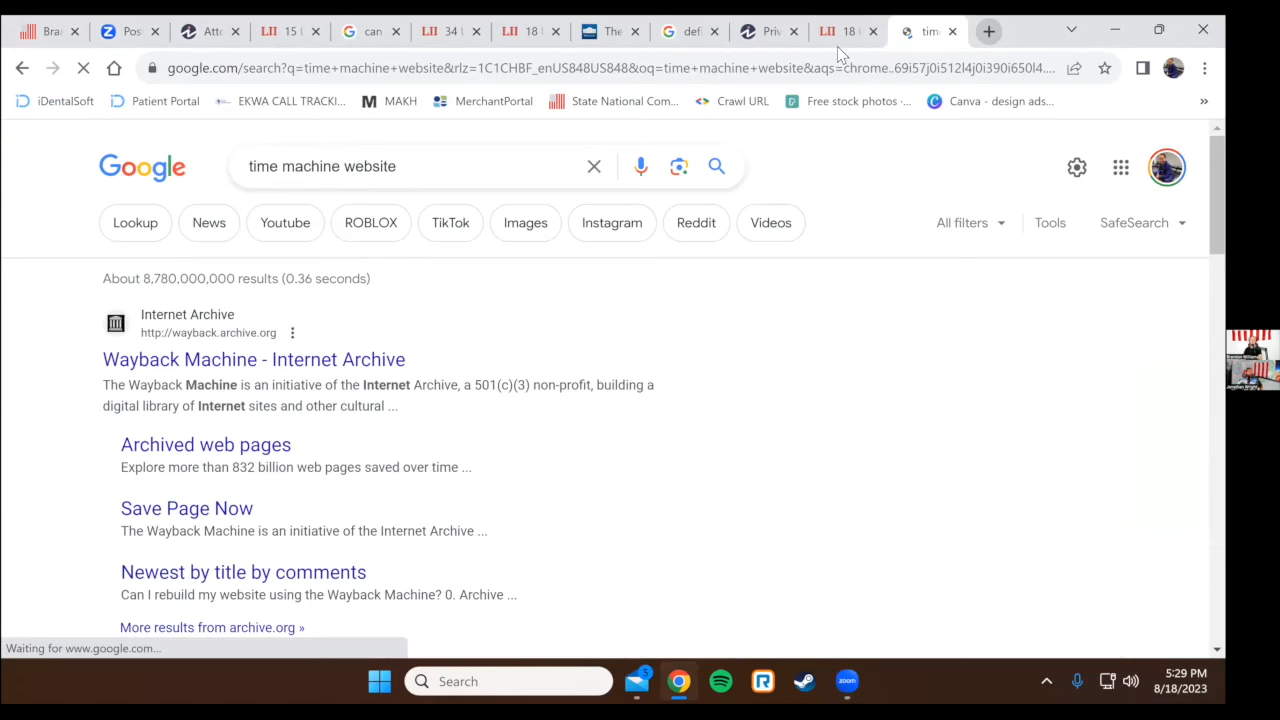 Bra Pos Atto LII 15 U can LII 34 U LII 18 The defi Priv LII 18 time
google.com/search?q=time+machine+website&rlz=1C1CHBF_enUS848US848&oq=time+machine+website&aqs=chrome..69i57j0i512l4j0i390i650l4....
iDentalSoft Patient Portal EKWA CALL TRACKI... MAKH MerchantPortal State National Com... Crawl URL Free stock photos ·... Canva - design ads... »
Google time machine website
Lookup News Youtube ROBLOX TikTok Images Instagram Reddit Videos All filters Tools SafeSearch
About 8,780,000,000 results (0.36 seconds)
Internet Archive
http://wayback.archive.org
Wayback Machine - Internet Archive
The Wayback Machine is an initiative of the Internet Archive, a 501(c)(3) non-profit, building a
digital library of Internet sites and other cultural ...
Archived web pages
Explore more than 832 billion web pages saved over time ...
Save Page Now
The Wayback Machine is an initiative of the Internet Archive ...
Newest by title by comments
Can I rebuild my website using the Wayback Machine? 0. Archive ...
More results from archive.org »
Waiting for www.google.com...
Search 5 zoom 5:29 PM
8/18/2023
Jonathan Wright